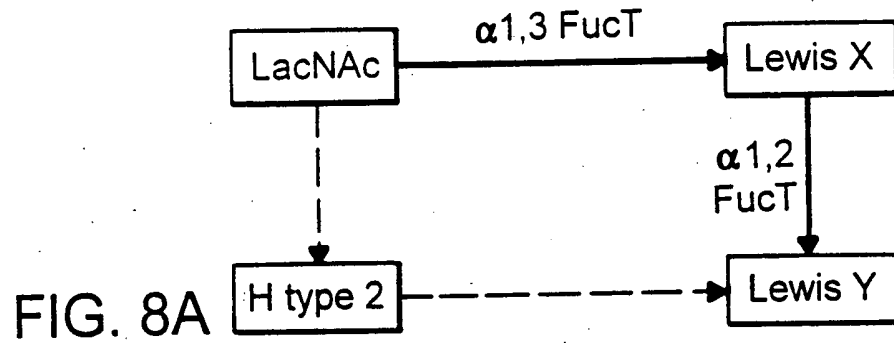 α1,3 FucT
LacNAc
Lewis X
α1,2
FucT
H type 2
Lewis Y
FIG. 8A